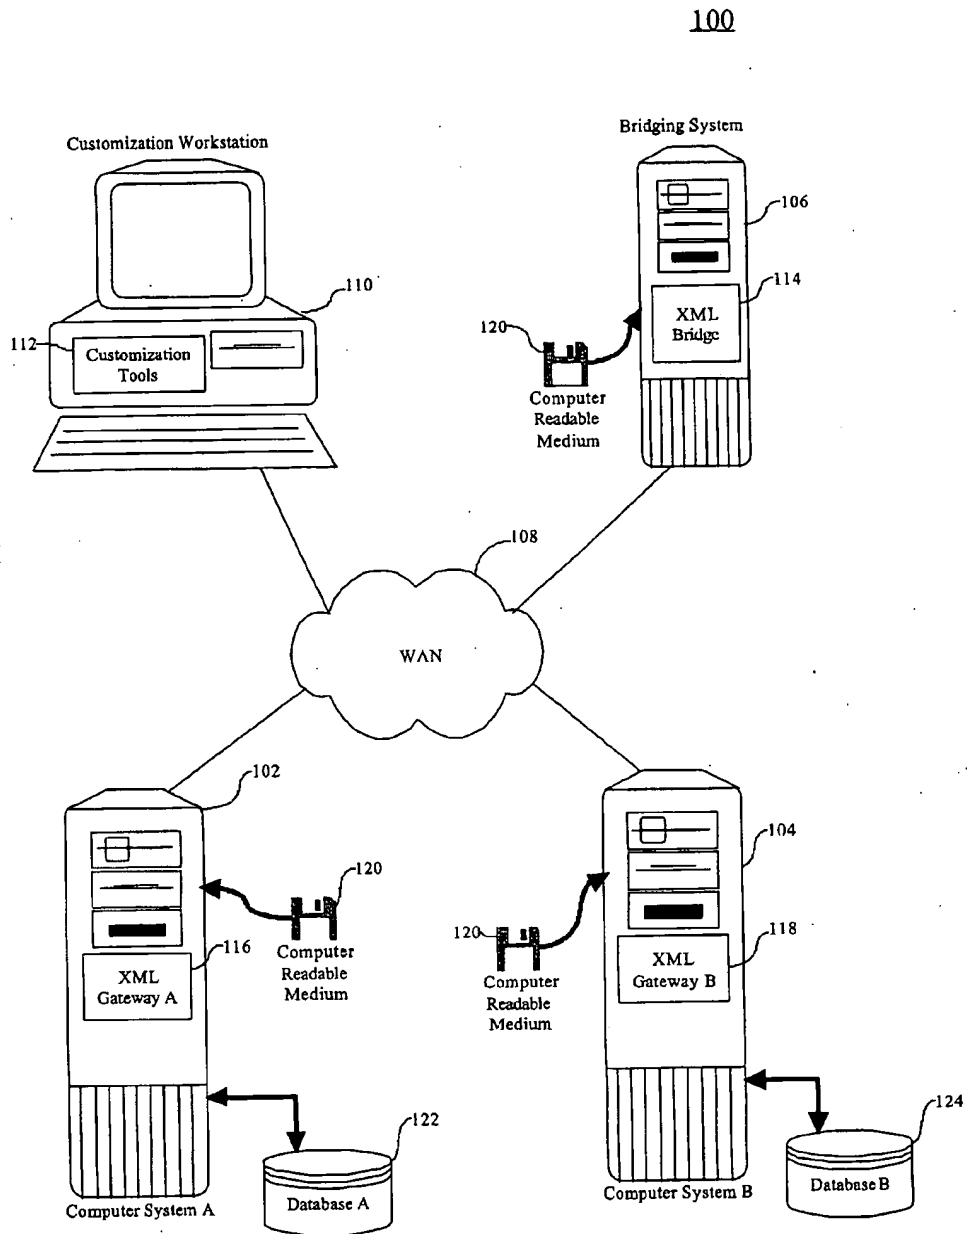 100
Customization Workstation
Bridging System
106
110
114
XML
Bridge
120
112
Customization
Tools
Computer
Readable
Medium
108
WAN
102
104
120
120
116
XML
Gateway A
Computer
Readable
Medium
118
XML
Gateway B
Computer
Readable
Medium
122
124
Database A
Database B
Computer System A
Computer System B